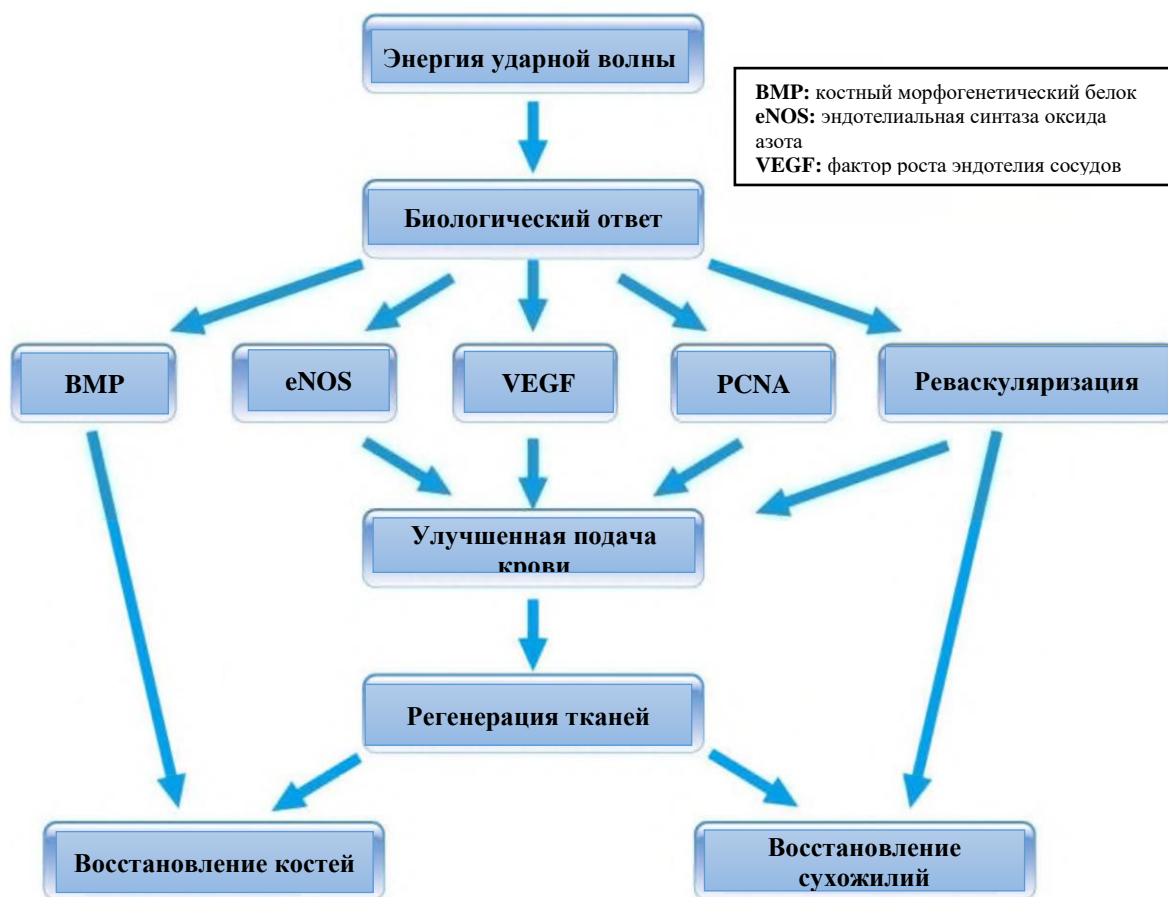 Энергия ударной волны
BMP: костный морфогенетический белок
eNOS: эндотелиальная синтаза оксида
азота
VEGF: фактор роста эндотелия сосудов
Биологический ответ
BMP
eNOS
VEGF
PCNA
Реваскуляризация
Улучшенная подача
крови
Регенерация тканей
Восстановление костей
Восстановление
сухожилий